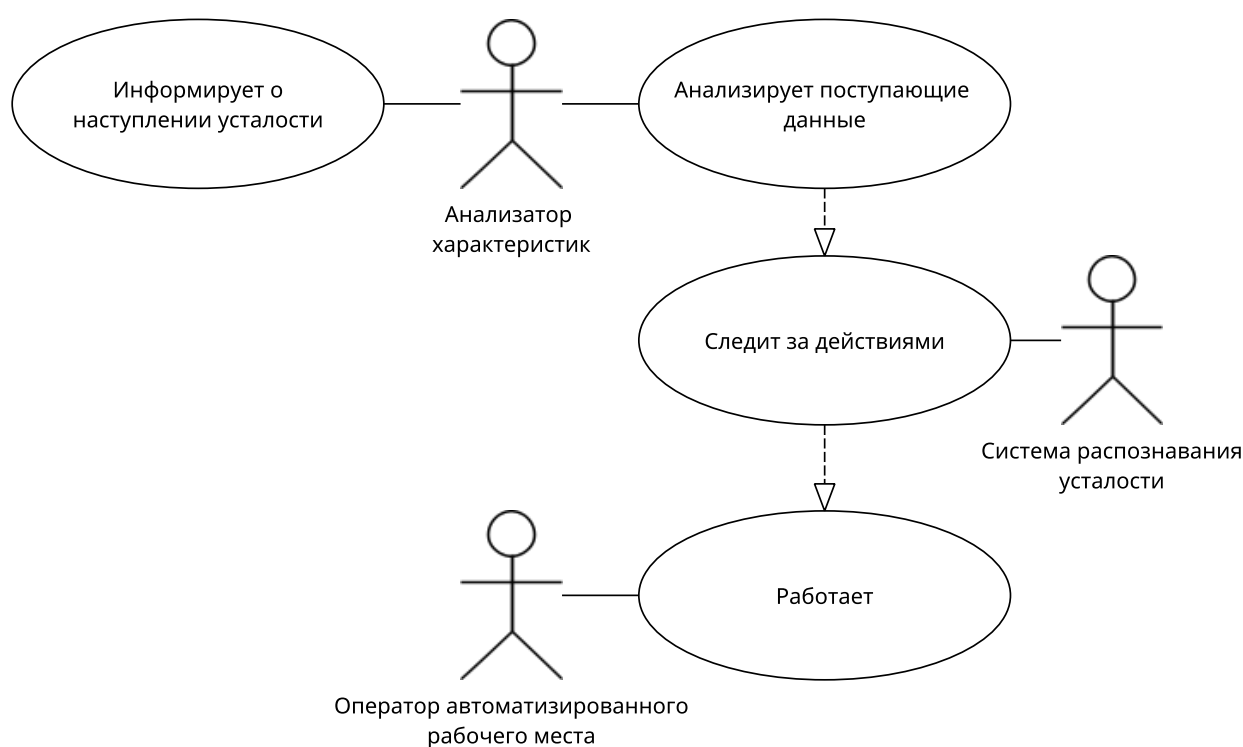 Информирует о
наступлении усталости
Анализирует поступающие
данные
Анализатор
характеристик
Следит за действиями
Система распознавания
усталости
Работает
Оператор автоматизированного
рабочего места